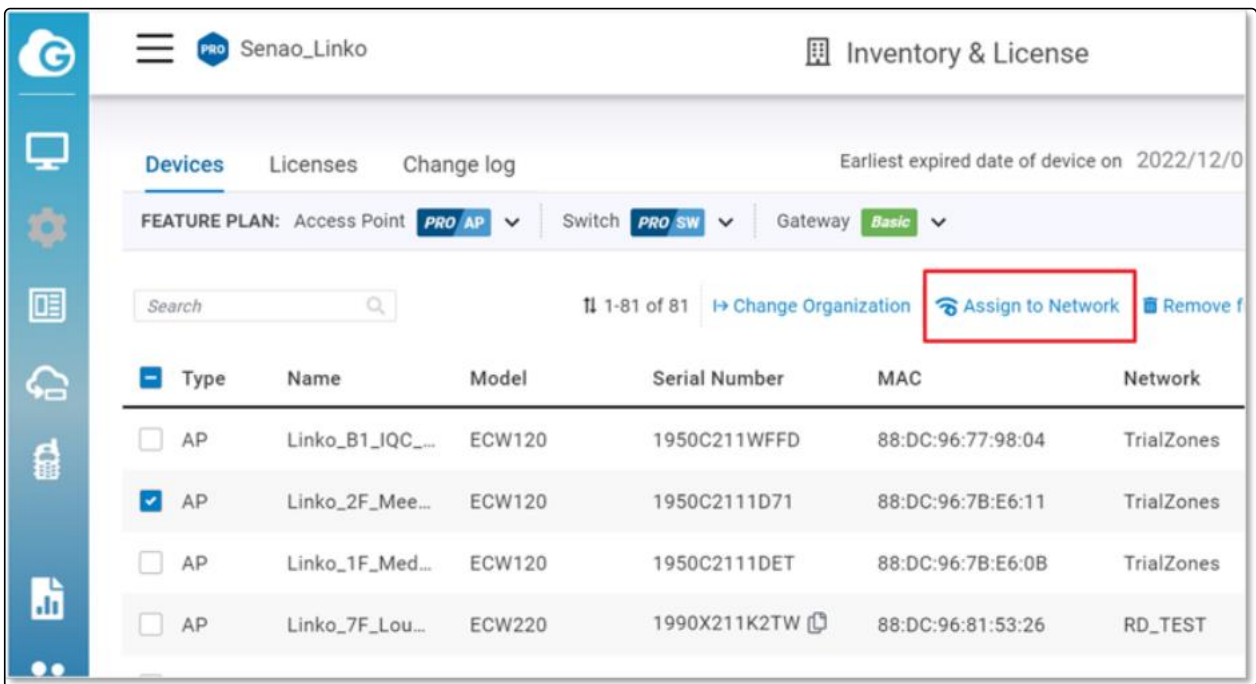 G
PRO Senao_Linko Inventory & License
Devices Licenses Change log Earliest expired date of device on 2022/12/0
FEATURE PLAN: Access Point PRO AP Switch PRO SW Gateway Basic
Search 1-81 of 81 Change Organization Assign to Network Remove f
Type Name Model Serial Number MAC Network
AP Linko_B1_IQC_... ECW120 1950C211WFFD 88:DC:96:77:98:04 TrialZones
AP Linko_2F_Mee... ECW120 1950C2111D71 88:DC:96:7B:E6:11 TrialZones
AP Linko_1F_Med... ECW120 1950C2111DET 88:DC:96:7B:E6:0B TrialZones
AP Linko_7F_Lou... ECW220 1990X211K2TW 88:DC:96:81:53:26 RD_TEST